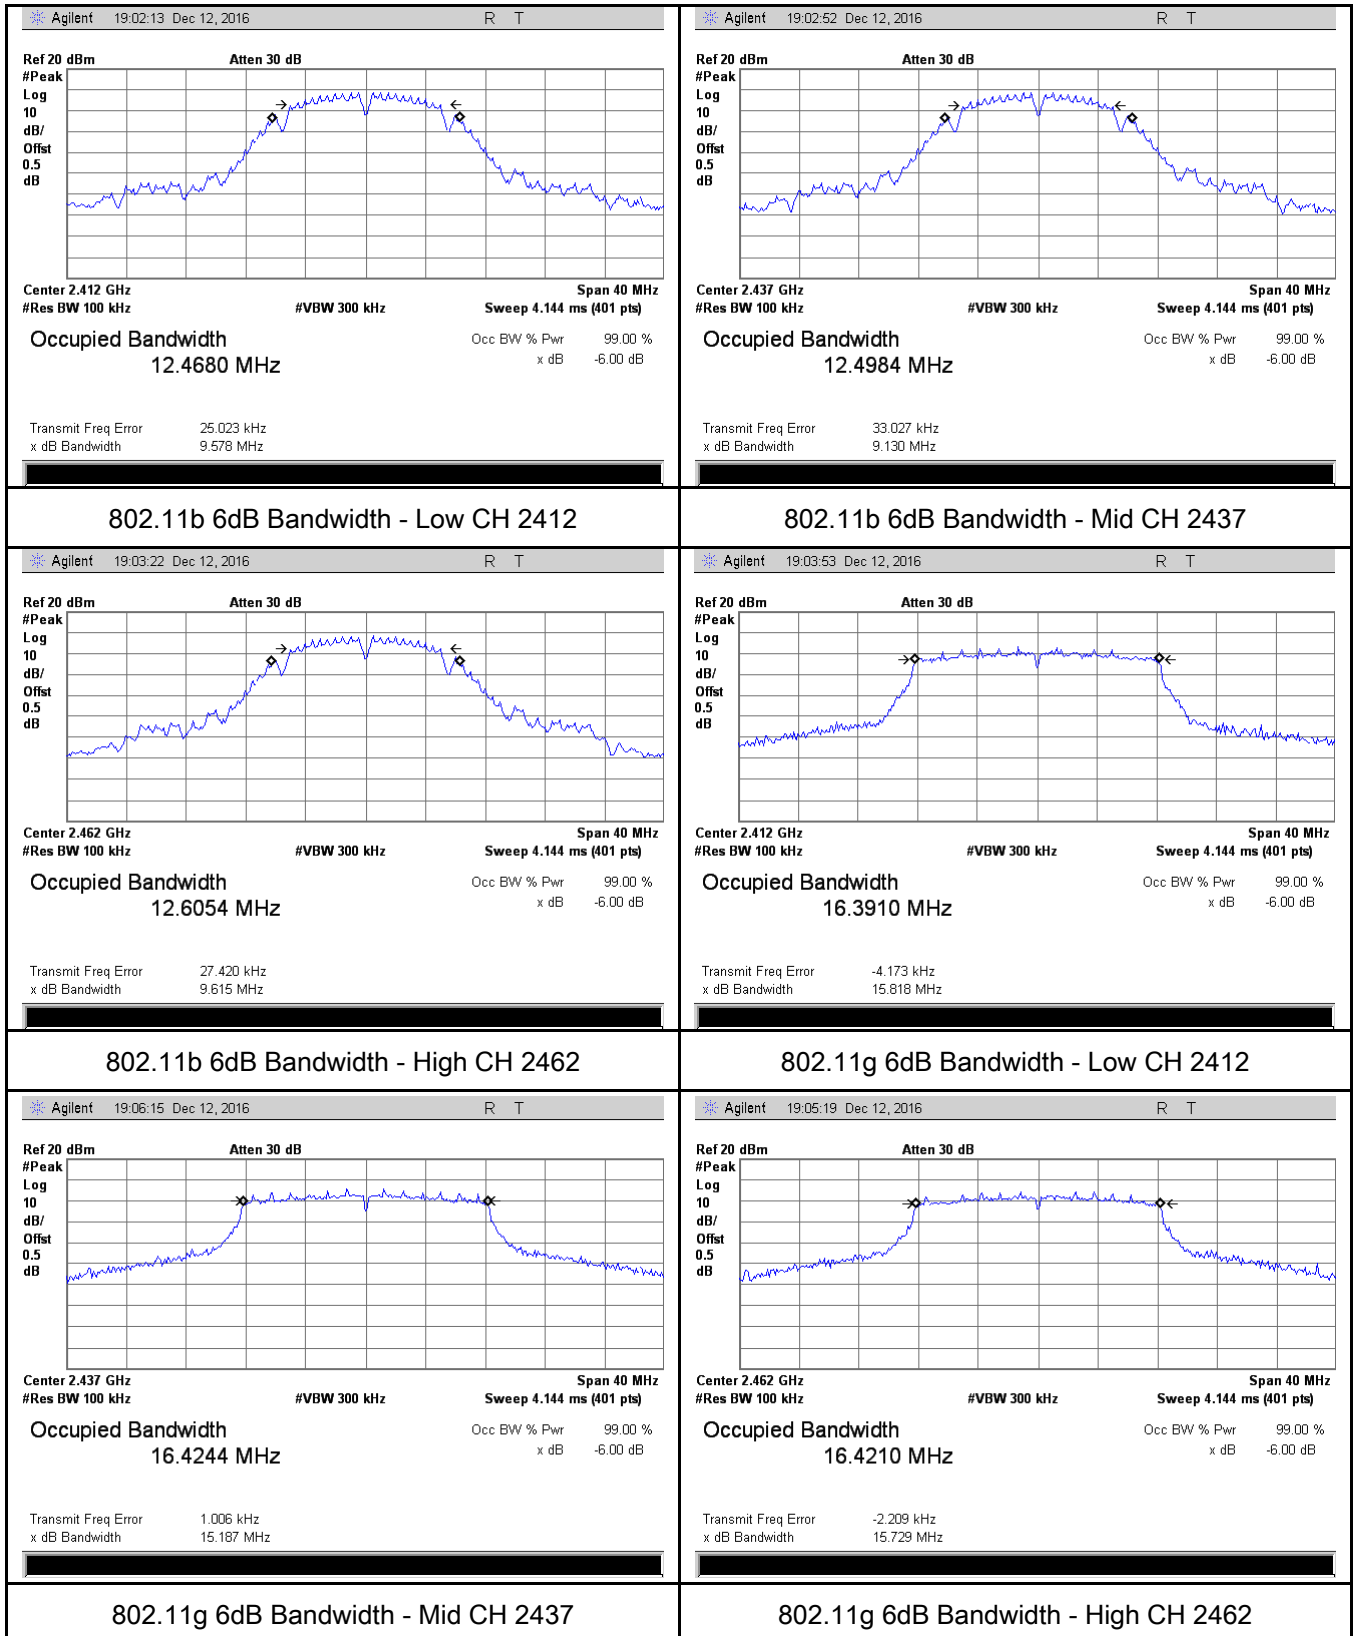 Agilent 19:02:13 Dec 12, 2016 R T
Ref 20 dBm Atten 30 dB
#Peak
Log
10
dB/
Offst
0.5
dB
Center 2.412 GHz Span 40 MHz
#Res BW 100 kHz #VBW 300 kHz Sweep 4.144 ms (401 pts)
Occupied Bandwidth Occ BW % Pwr 99.00 %
12.4680 MHz x dB -6.00 dB
Transmit Freq Error 25.023 kHz
x dB Bandwidth 9.578 MHz
802.11b 6dB Bandwidth - Low CH 2412
Agilent 19:02:52 Dec 12, 2016 R T
Ref 20 dBm Atten 30 dB
#Peak
Log
10
dB/
Offst
0.5
dB
Center 2.437 GHz Span 40 MHz
#Res BW 100 kHz #VBW 300 kHz Sweep 4.144 ms (401 pts)
Occupied Bandwidth Occ BW % Pwr 99.00 %
12.4984 MHz x dB -6.00 dB
Transmit Freq Error 33.027 kHz
x dB Bandwidth 9.130 MHz
802.11b 6dB Bandwidth - Mid CH 2437
Agilent 19:03:22 Dec 12, 2016 R T
Ref 20 dBm Atten 30 dB
#Peak
Log
10
dB/
Offst
0.5
dB
Center 2.462 GHz Span 40 MHz
#Res BW 100 kHz #VBW 300 kHz Sweep 4.144 ms (401 pts)
Occupied Bandwidth Occ BW % Pwr 99.00 %
12.6054 MHz x dB -6.00 dB
Transmit Freq Error 27.420 kHz
x dB Bandwidth 9.615 MHz
802.11b 6dB Bandwidth - High CH 2462
Agilent 19:03:53 Dec 12, 2016 R T
Ref 20 dBm Atten 30 dB
#Peak
Log
10
dB/
Offst
0.5
dB
Center 2.412 GHz Span 40 MHz
#Res BW 100 kHz #VBW 300 kHz Sweep 4.144 ms (401 pts)
Occupied Bandwidth Occ BW % Pwr 99.00 %
16.3910 MHz x dB -6.00 dB
Transmit Freq Error -4.173 kHz
x dB Bandwidth 15.818 MHz
802.11g 6dB Bandwidth - Low CH 2412
Agilent 19:06:15 Dec 12, 2016 R T
Ref 20 dBm Atten 30 dB
#Peak
Log
10
dB/
Offst
0.5
dB
Center 2.437 GHz Span 40 MHz
#Res BW 100 kHz #VBW 300 kHz Sweep 4.144 ms (401 pts)
Occupied Bandwidth Occ BW % Pwr 99.00 %
16.4244 MHz x dB -6.00 dB
Transmit Freq Error 1.006 kHz
x dB Bandwidth 15.187 MHz
802.11g 6dB Bandwidth - Mid CH 2437
Agilent 19:05:19 Dec 12, 2016 R T
Ref 20 dBm Atten 30 dB
#Peak
Log
10
dB/
Offst
0.5
dB
Center 2.462 GHz Span 40 MHz
#Res BW 100 kHz #VBW 300 kHz Sweep 4.144 ms (401 pts)
Occupied Bandwidth Occ BW % Pwr 99.00 %
16.4210 MHz x dB -6.00 dB
Transmit Freq Error -2.209 kHz
x dB Bandwidth 15.729 MHz
802.11g 6dB Bandwidth - High CH 2462